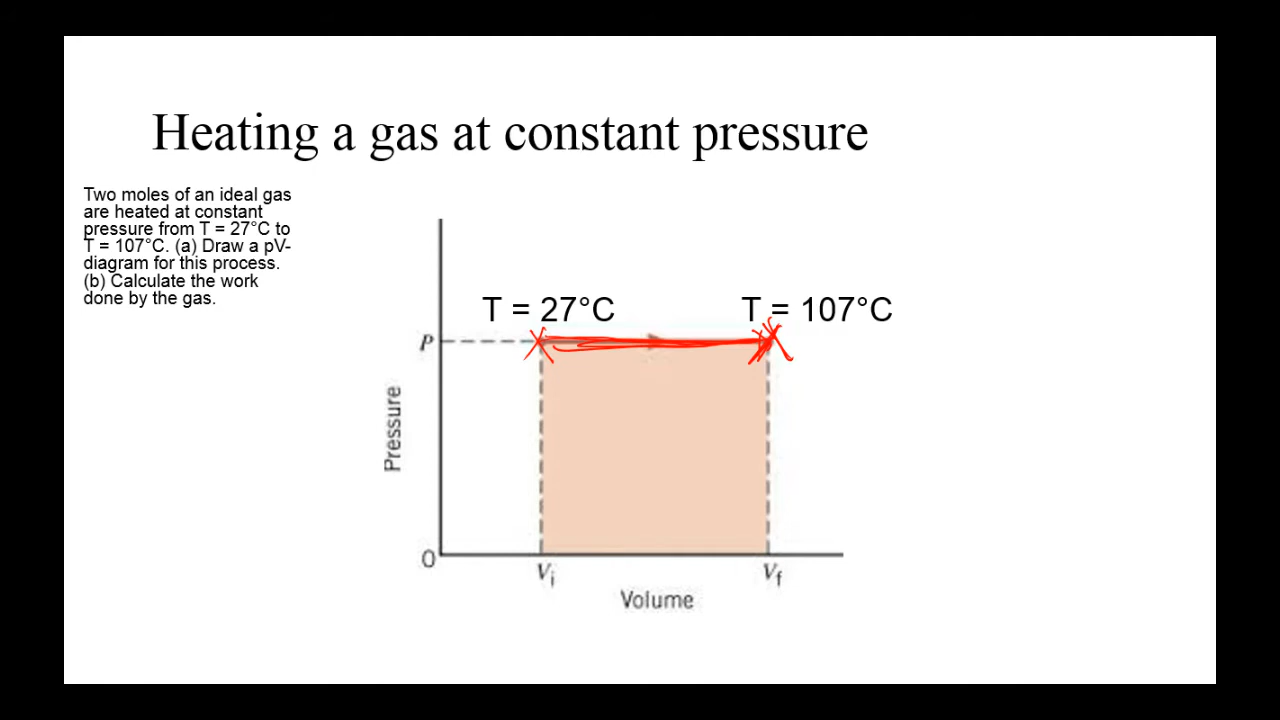 Heating a gas at constant pressure
Two moles of an ideal gas
are heated at constant
pressure from T = 27°C to
T = 107°C. (a) Draw a pV-
diagram for this process.
(b) Calculate the work
done by the gas.
T = 27°C
T = 107°C
P
Pressure
0
Vi
Vf
Volume